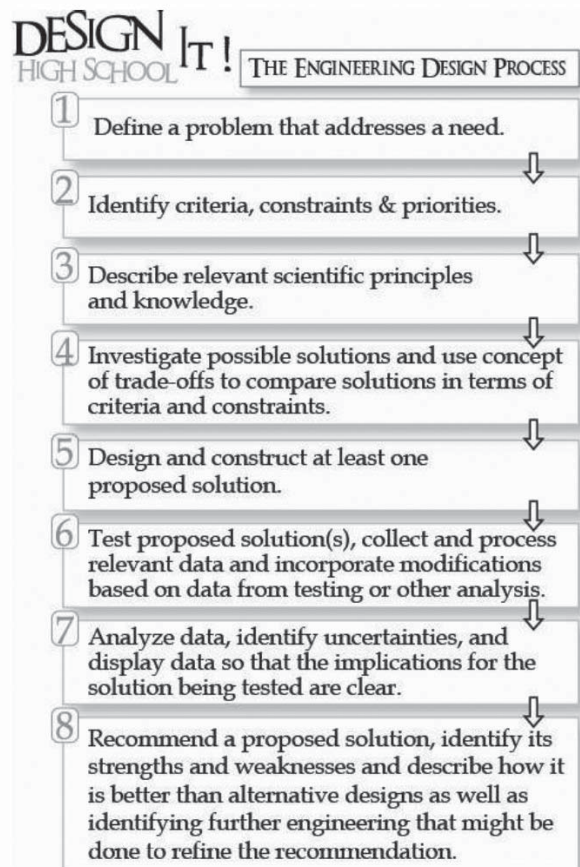 DESIGN IT!
HIGH SCHOOL
THE ENGINEERING DESIGN PROCESS
1
Define a problem that addresses a need.
2
Identify criteria, constraints & priorities.
3
Describe relevant scientific principles
and knowledge.
4
Investigate possible solutions and use concept
of trade-offs to compare solutions in terms of
criteria and constraints.
5
Design and construct at least one
proposed solution.
6
Test proposed solution(s), collect and process
relevant data and incorporate modifications
based on data from testing or other analysis.
7
Analyze data, identify uncertainties, and
display data so that the implications for the
solution being tested are clear.
8
Recommend a proposed solution, identify its
strengths and weaknesses and describe how it
is better than alternative designs as well as
identifying further engineering that might be
done to refine the recommendation.